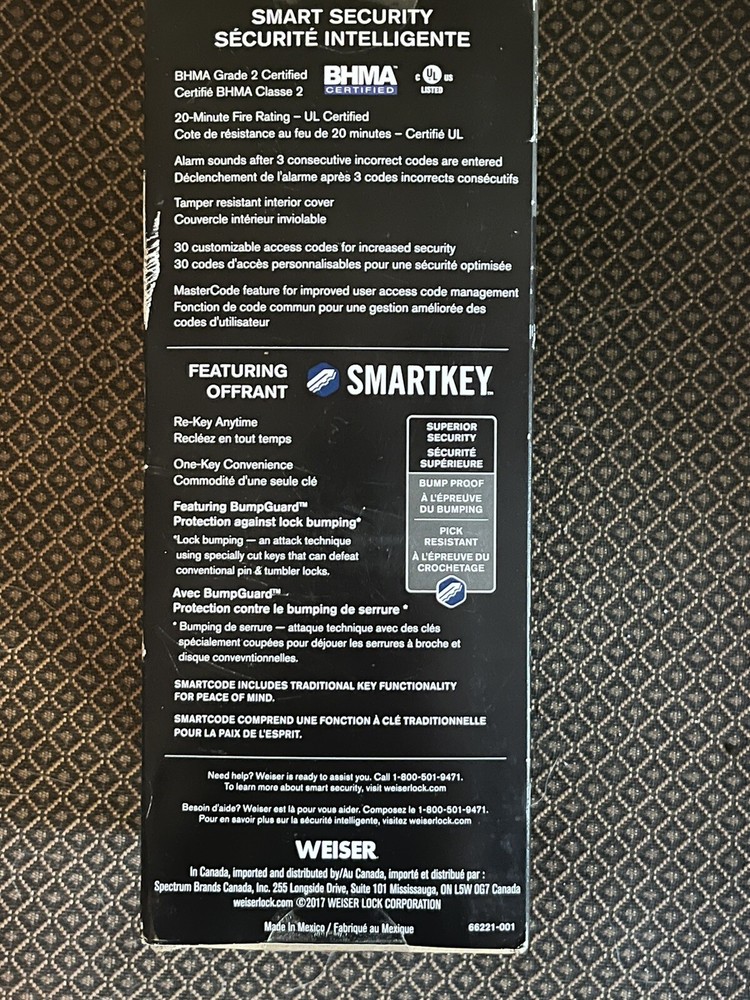 SMART SECURITY
SÉCURITÉ INTELLIGENTE
BHMA Grade 2 Certified
Certifié BHMA Classe 2
BHMA™
CERTIFIED
C UL US
LISTED
20-Minute Fire Rating – UL Certified
Cote de résistance au feu de 20 minutes – Certifié UL
Alarm sounds after 3 consecutive incorrect codes are entered
Déclenchement de l'alarme après 3 codes incorrects consécutifs
Tamper resistant interior cover
Couvercle intérieur inviolable
30 customizable access codes for increased security
30 codes d'accès personnalisables pour une sécurité optimisée
MasterCode feature for improved user access code management
Fonction de code commun pour une gestion améliorée des
codes d'utilisateur
FEATURING
OFFRANT
SMARTKEY™
Re-Key Anytime
Recléez en tout temps
One-Key Convenience
Commodité d'une seule clé
Featuring BumpGuard™
Protection against lock bumping*
*Lock bumping — an attack technique
using specially cut keys that can defeat
conventional pin & tumbler locks.
SUPERIOR
SECURITY
SÉCURITÉ
SUPÉRIEURE
BUMP PROOF
À L'ÉPREUVE
DU BUMPING
PICK
RESISTANT
À L'ÉPREUVE DU
CROCHETAGE
Avec BumpGuard™
Protection contre le bumping de serrure *
* Bumping de serrure — attaque technique avec des clés
spécialement coupées pour déjouer les serrures à broche et
disque convevntionnelles.
SMARTCODE INCLUDES TRADITIONAL KEY FUNCTIONALITY
FOR PEACE OF MIND.
SMARTCODE COMPREND UNE FONCTION À CLÉ TRADITIONNELLE
POUR LA PAIX DE L'ESPRIT.
Need help? Weiser is ready to assist you. Call 1-800-501-9471.
To learn more about smart security, visit weiserlock.com
Besoin d'aide? Weiser est là pour vous aider. Composez le 1-800-501-9471.
Pour en savoir plus sur la sécurité intelligente, visitez weiserlock.com
WEISER
In Canada, imported and distributed by/Au Canada, importé et distribué par :
Spectrum Brands Canada, Inc. 255 Longside Drive, Suite 101 Mississauga, ON L5W 0G7 Canada
weiserlock.com ©2017 WEISER LOCK CORPORATION
Made in Mexico / Fabriqué au Mexique
66221-001